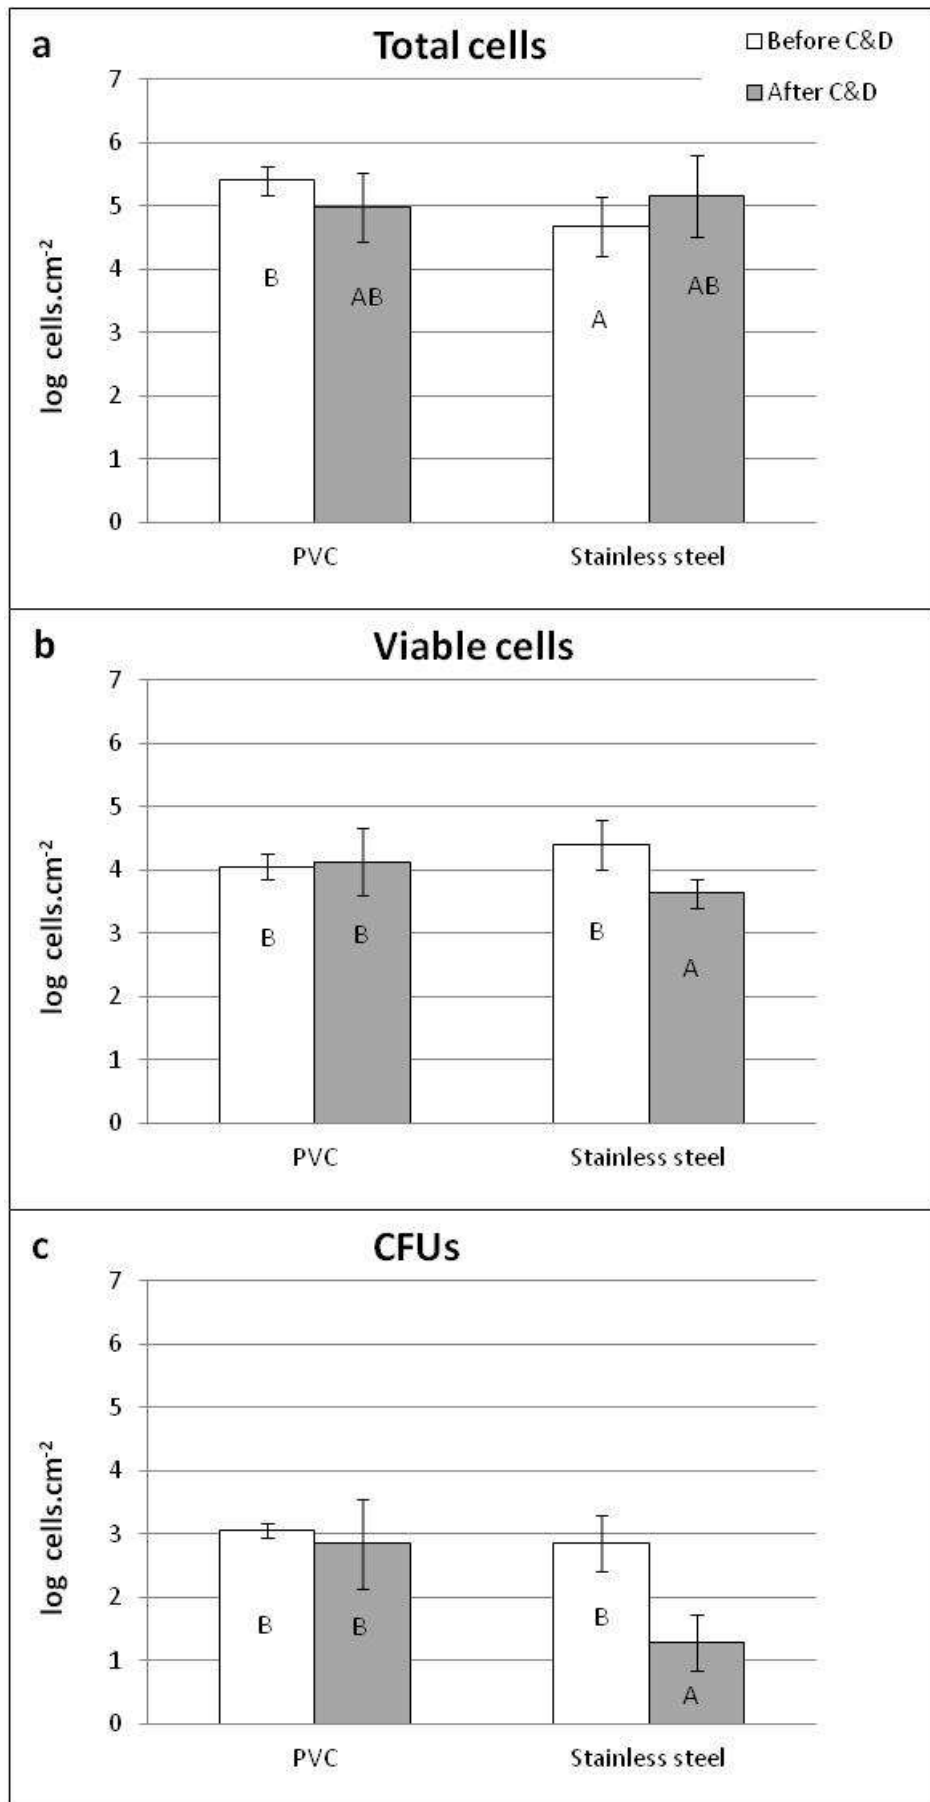 a
Total cells
Before C&D
After C&D
7
6
5
4
3
2
1
0
log cells.cm-2
B
AB
A
AB
PVC
Stainless steel
b
Viable cells
7
6
5
4
3
2
1
0
log cells.cm-2
B
B
B
A
PVC
Stainless steel
c
CFUs
7
6
5
4
3
2
1
0
log cells.cm-2
B
B
B
A
PVC
Stainless steel